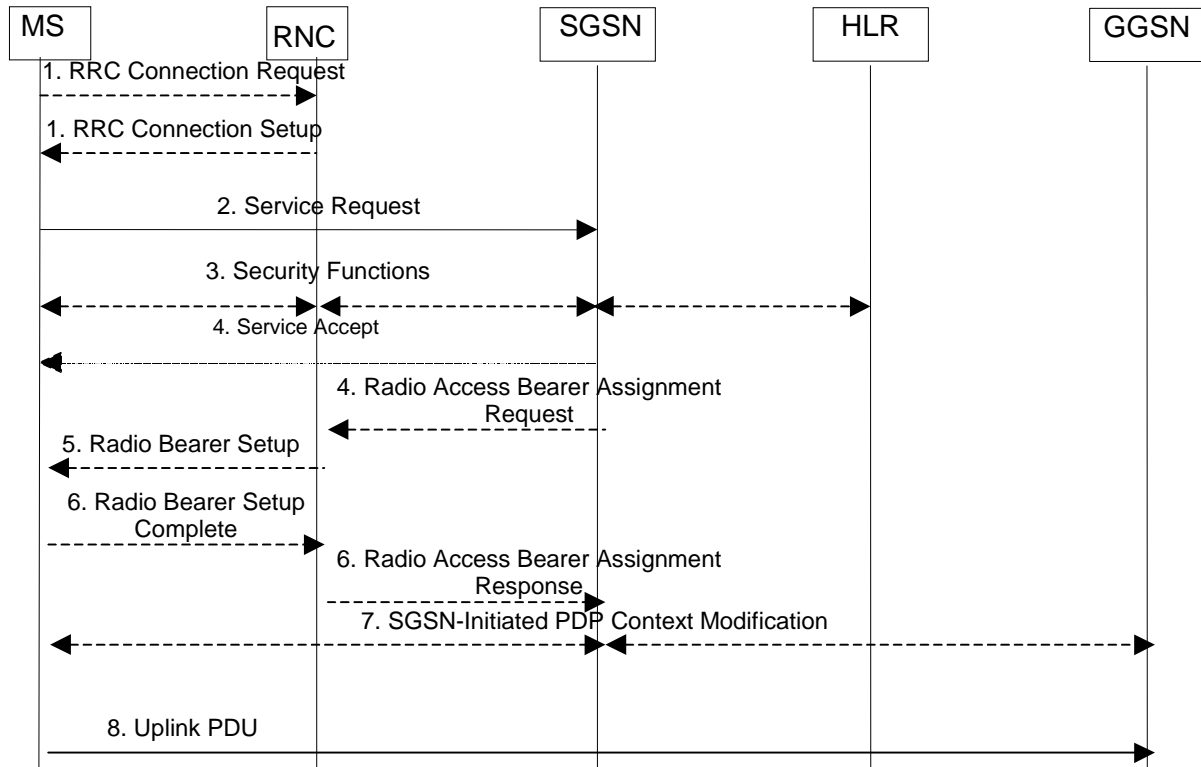 MS
RNC
SGSN
HLR
GGSN
1. RRC Connection Request
1. RRC Connection Setup
2. Service Request
3. Security Functions
4. Service Accept
4. Radio Access Bearer Assignment
Request
5. Radio Bearer Setup
6. Radio Bearer Setup
Complete
6. Radio Access Bearer Assignment
Response
7. SGSN-Initiated PDP Context Modification
8. Uplink PDU